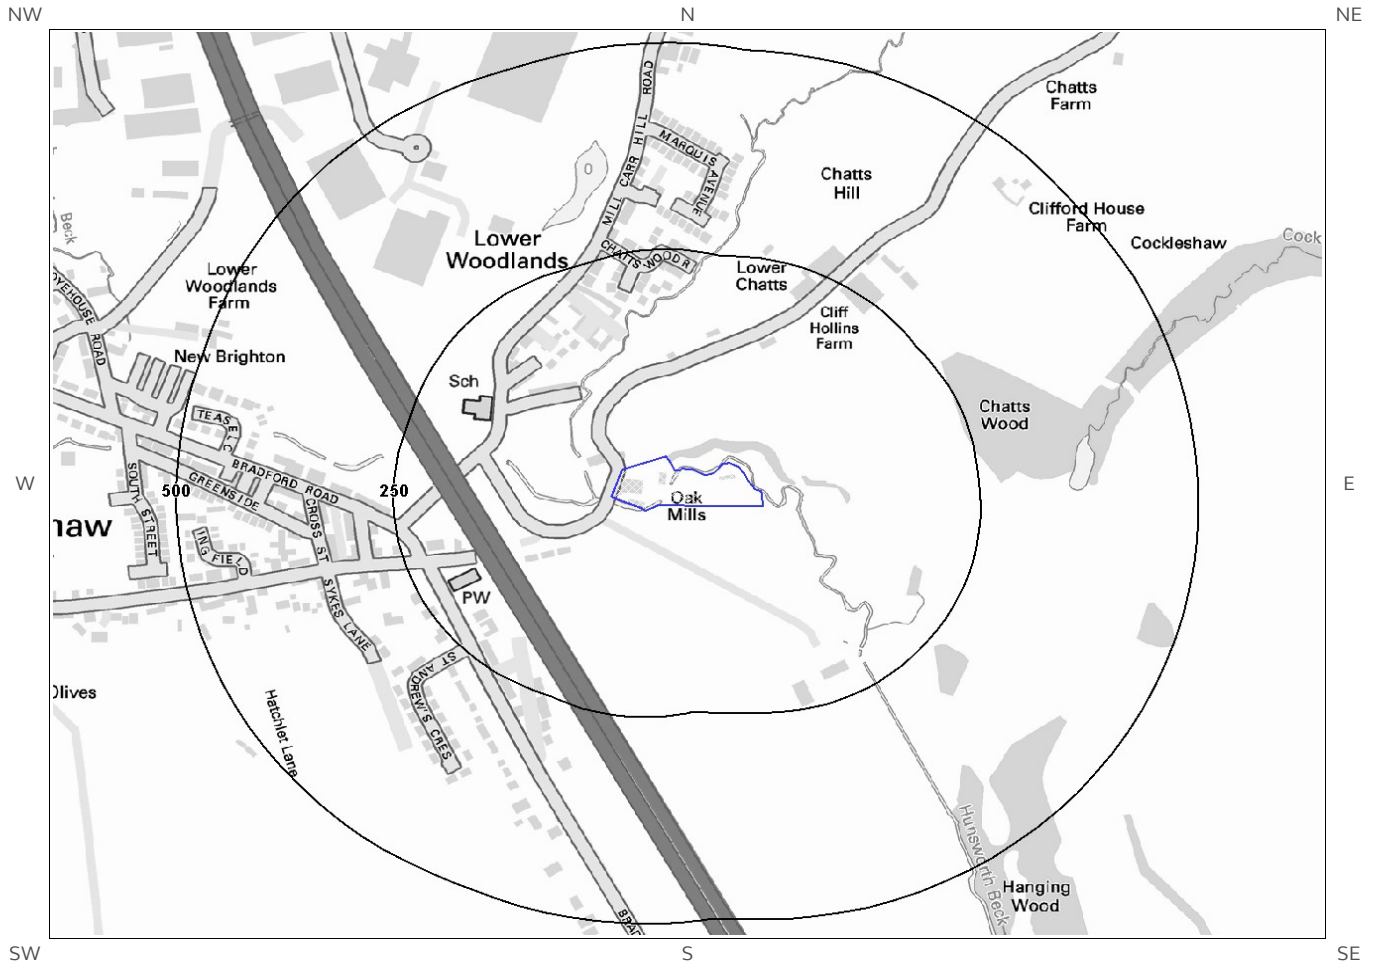 NW
N
NE
ROAD
MILL CARR HILL
MARQUIS
AVENUE
Chatts
Farm
Chatts
Hill
Clifford House
Farm
Cockleshaw
Cock
Beck
Lower
Woodlands
CHATTS WOOD R
Lower
Chatts
Lower
Woodlands
Farm
Cliff
Hollins
Farm
ROAD
New Brighton
Sch
Chatts
Wood
TEASEL C
BRADFORD ROAD
GREENSIDE
W
500
250
Oak
Mills
E
SOUTH STREET
CROSS ST
haw
ING FIELD
PW
SYKES LANE
ST ANDREW'S CRES
Olives
Hatchlet Lane
Hunsworth Beck
Hanging
Wood
BRAF
SW
S
SE